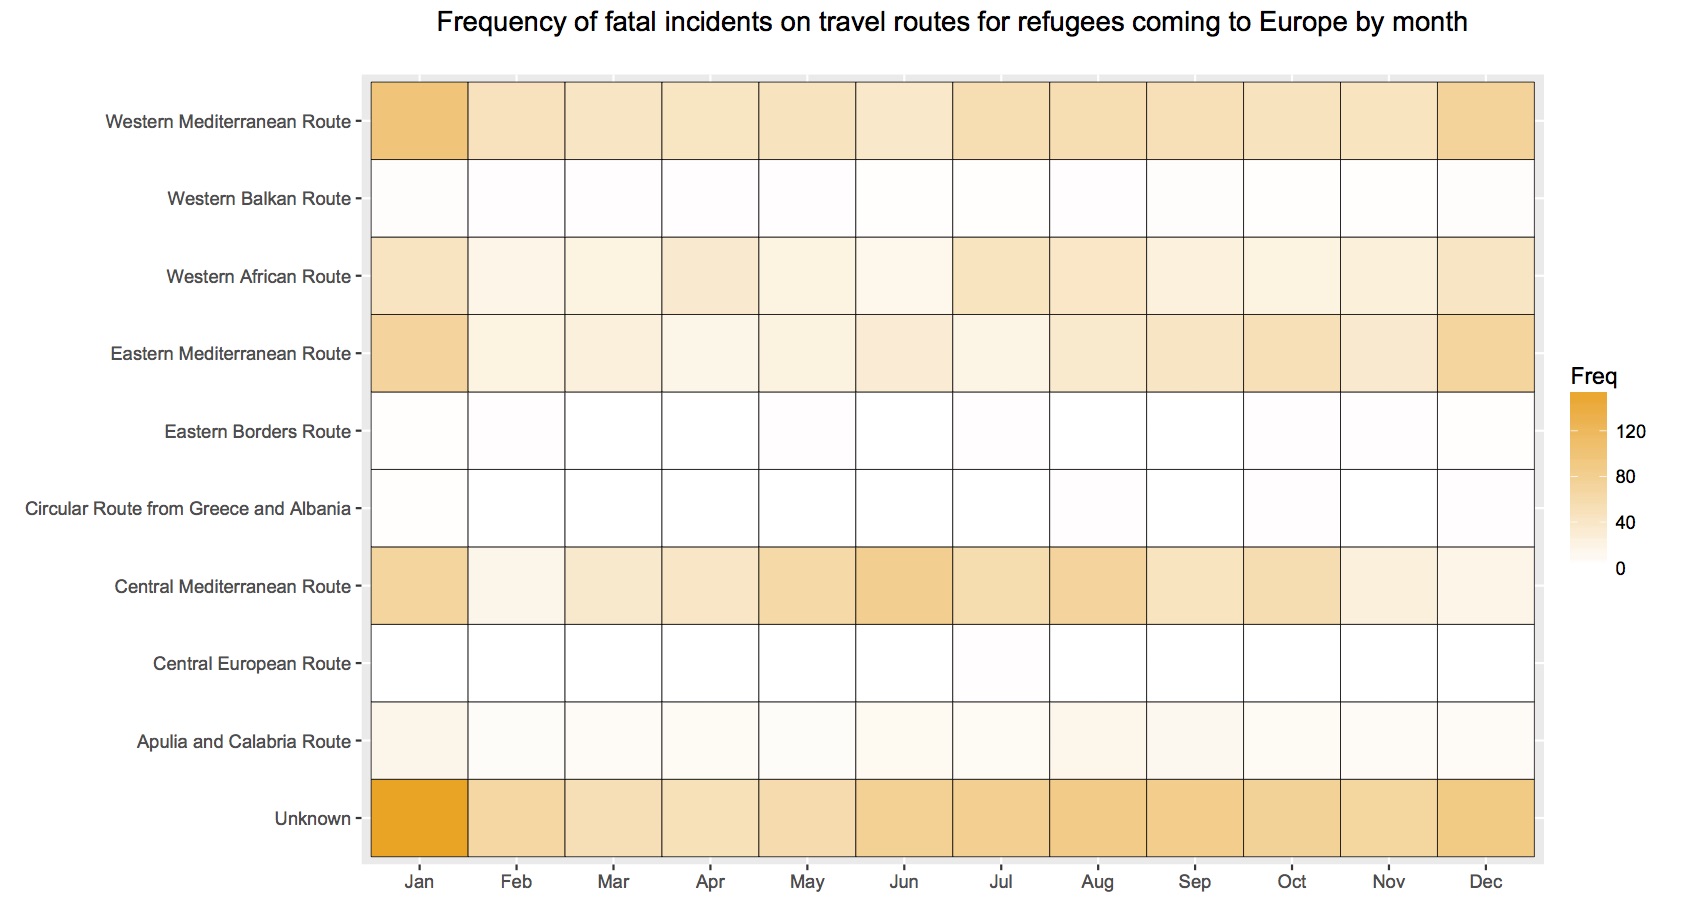 Frequency of fatal incidents on travel routes for refugees coming to Europe by month
Western Mediterranean Route
Western Balkan Route
Western African Route
Eastern Mediterranean Route
Eastern Borders Route
Circular Route from Greece and Albania
Central Mediterranean Route
Central European Route
Apulia and Calabria Route
Unknown
Jan Feb Mar Apr May Jun Jul Aug Sep Oct Nov Dec
Freq
120
80
40
0